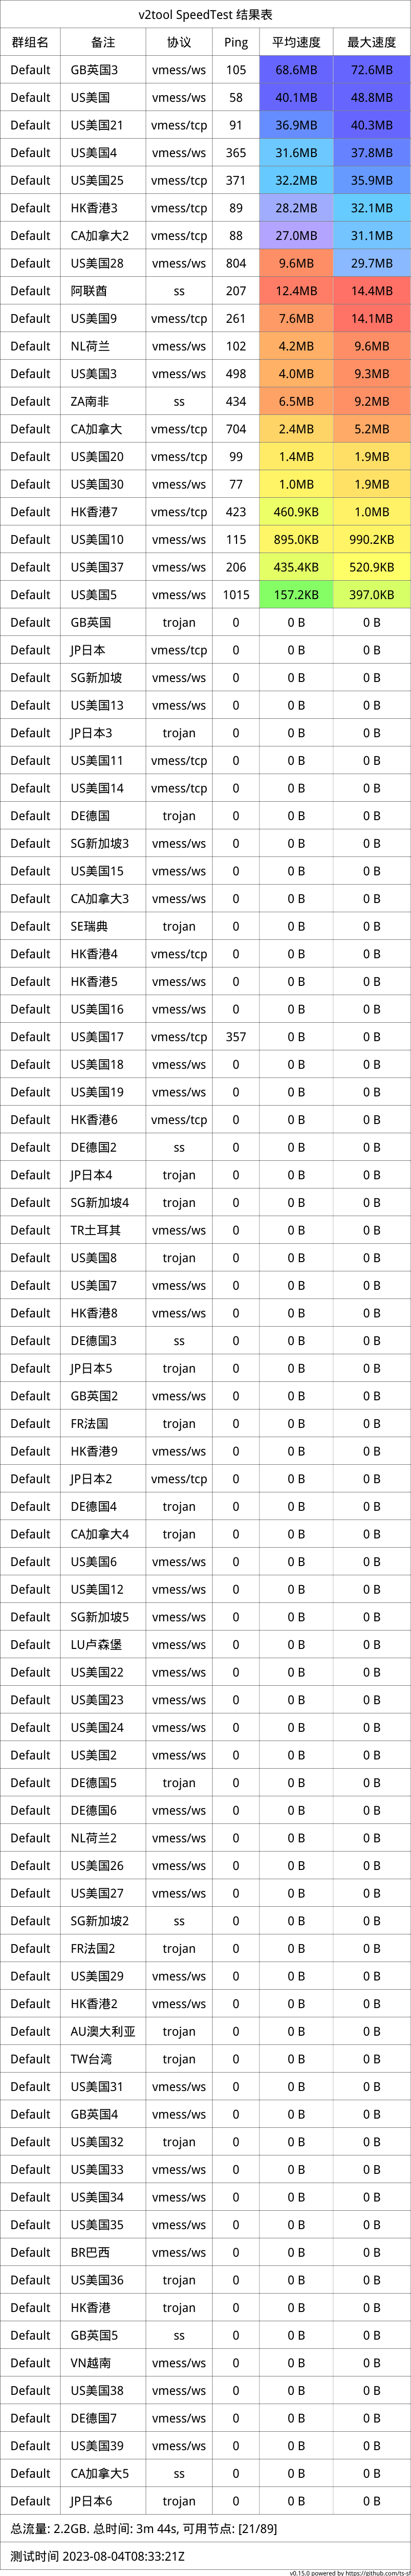 v2tool SpeedTest 结果表
群组名 备注 协议 Ping 平均速度 最大速度
Default GB英国3 vmess/ws 105 68.6MB 72.6MB
Default US美国 vmess/ws 58 40.1MB 48.8MB
Default US美国21 vmess/tcp 91 36.9MB 40.3MB
Default US美国4 vmess/ws 365 31.6MB 37.8MB
Default US美国25 vmess/tcp 371 32.2MB 35.9MB
Default HK香港3 vmess/tcp 89 28.2MB 32.1MB
Default CA加拿大2 vmess/tcp 88 27.0MB 31.1MB
Default US美国28 vmess/ws 804 9.6MB 29.7MB
Default 阿联酋 ss 207 12.4MB 14.4MB
Default US美国9 vmess/tcp 261 7.6MB 14.1MB
Default NL荷兰 vmess/ws 102 4.2MB 9.6MB
Default US美国3 vmess/ws 498 4.0MB 9.3MB
Default ZA南非 ss 434 6.5MB 9.2MB
Default CA加拿大 vmess/tcp 704 2.4MB 5.2MB
Default US美国20 vmess/tcp 99 1.4MB 1.9MB
Default US美国30 vmess/ws 77 1.0MB 1.9MB
Default HK香港7 vmess/tcp 423 460.9KB 1.0MB
Default US美国10 vmess/ws 115 895.0KB 990.2KB
Default US美国37 vmess/ws 206 435.4KB 520.9KB
Default US美国5 vmess/ws 1015 157.2KB 397.0KB
Default GB英国 trojan 0 0 B 0 B
Default JP日本 vmess/tcp 0 0 B 0 B
Default SG新加坡 vmess/ws 0 0 B 0 B
Default US美国13 vmess/ws 0 0 B 0 B
Default JP日本3 trojan 0 0 B 0 B
Default US美国11 vmess/tcp 0 0 B 0 B
Default US美国14 vmess/tcp 0 0 B 0 B
Default DE德国 trojan 0 0 B 0 B
Default SG新加坡3 vmess/ws 0 0 B 0 B
Default US美国15 vmess/ws 0 0 B 0 B
Default CA加拿大3 vmess/ws 0 0 B 0 B
Default SE瑞典 trojan 0 0 B 0 B
Default HK香港4 vmess/tcp 0 0 B 0 B
Default HK香港5 vmess/ws 0 0 B 0 B
Default US美国16 vmess/ws 0 0 B 0 B
Default US美国17 vmess/tcp 357 0 B 0 B
Default US美国18 vmess/ws 0 0 B 0 B
Default US美国19 vmess/ws 0 0 B 0 B
Default HK香港6 vmess/tcp 0 0 B 0 B
Default DE德国2 ss 0 0 B 0 B
Default JP日本4 trojan 0 0 B 0 B
Default SG新加坡4 trojan 0 0 B 0 B
Default TR土耳其 vmess/ws 0 0 B 0 B
Default US美国8 trojan 0 0 B 0 B
Default US美国7 vmess/ws 0 0 B 0 B
Default HK香港8 vmess/ws 0 0 B 0 B
Default DE德国3 ss 0 0 B 0 B
Default JP日本5 trojan 0 0 B 0 B
Default GB英国2 vmess/ws 0 0 B 0 B
Default FR法国 trojan 0 0 B 0 B
Default HK香港9 vmess/ws 0 0 B 0 B
Default JP日本2 vmess/tcp 0 0 B 0 B
Default DE德国4 trojan 0 0 B 0 B
Default CA加拿大4 trojan 0 0 B 0 B
Default US美国6 vmess/ws 0 0 B 0 B
Default US美国12 vmess/ws 0 0 B 0 B
Default SG新加坡5 vmess/ws 0 0 B 0 B
Default LU卢森堡 vmess/ws 0 0 B 0 B
Default US美国22 vmess/ws 0 0 B 0 B
Default US美国23 vmess/ws 0 0 B 0 B
Default US美国24 vmess/ws 0 0 B 0 B
Default US美国2 vmess/ws 0 0 B 0 B
Default DE德国5 trojan 0 0 B 0 B
Default DE德国6 vmess/ws 0 0 B 0 B
Default NL荷兰2 vmess/ws 0 0 B 0 B
Default US美国26 vmess/ws 0 0 B 0 B
Default US美国27 vmess/ws 0 0 B 0 B
Default SG新加坡2 ss 0 0 B 0 B
Default FR法国2 trojan 0 0 B 0 B
Default US美国29 vmess/ws 0 0 B 0 B
Default HK香港2 vmess/ws 0 0 B 0 B
Default AU澳大利亚 trojan 0 0 B 0 B
Default TW台湾 trojan 0 0 B 0 B
Default US美国31 vmess/ws 0 0 B 0 B
Default GB英国4 vmess/ws 0 0 B 0 B
Default US美国32 trojan 0 0 B 0 B
Default US美国33 vmess/ws 0 0 B 0 B
Default US美国34 vmess/ws 0 0 B 0 B
Default US美国35 vmess/ws 0 0 B 0 B
Default BR巴西 vmess/ws 0 0 B 0 B
Default US美国36 trojan 0 0 B 0 B
Default HK香港 trojan 0 0 B 0 B
Default GB英国5 ss 0 0 B 0 B
Default VN越南 vmess/ws 0 0 B 0 B
Default US美国38 vmess/ws 0 0 B 0 B
Default DE德国7 vmess/ws 0 0 B 0 B
Default US美国39 vmess/ws 0 0 B 0 B
Default CA加拿大5 ss 0 0 B 0 B
Default JP日本6 trojan 0 0 B 0 B
总流量: 2.2GB. 总时间: 3m 44s, 可用节点: [21/89]
测试时间 2023-08-04T08:33:21Z
v0.15.0 powered by https://github.com/ts-sf